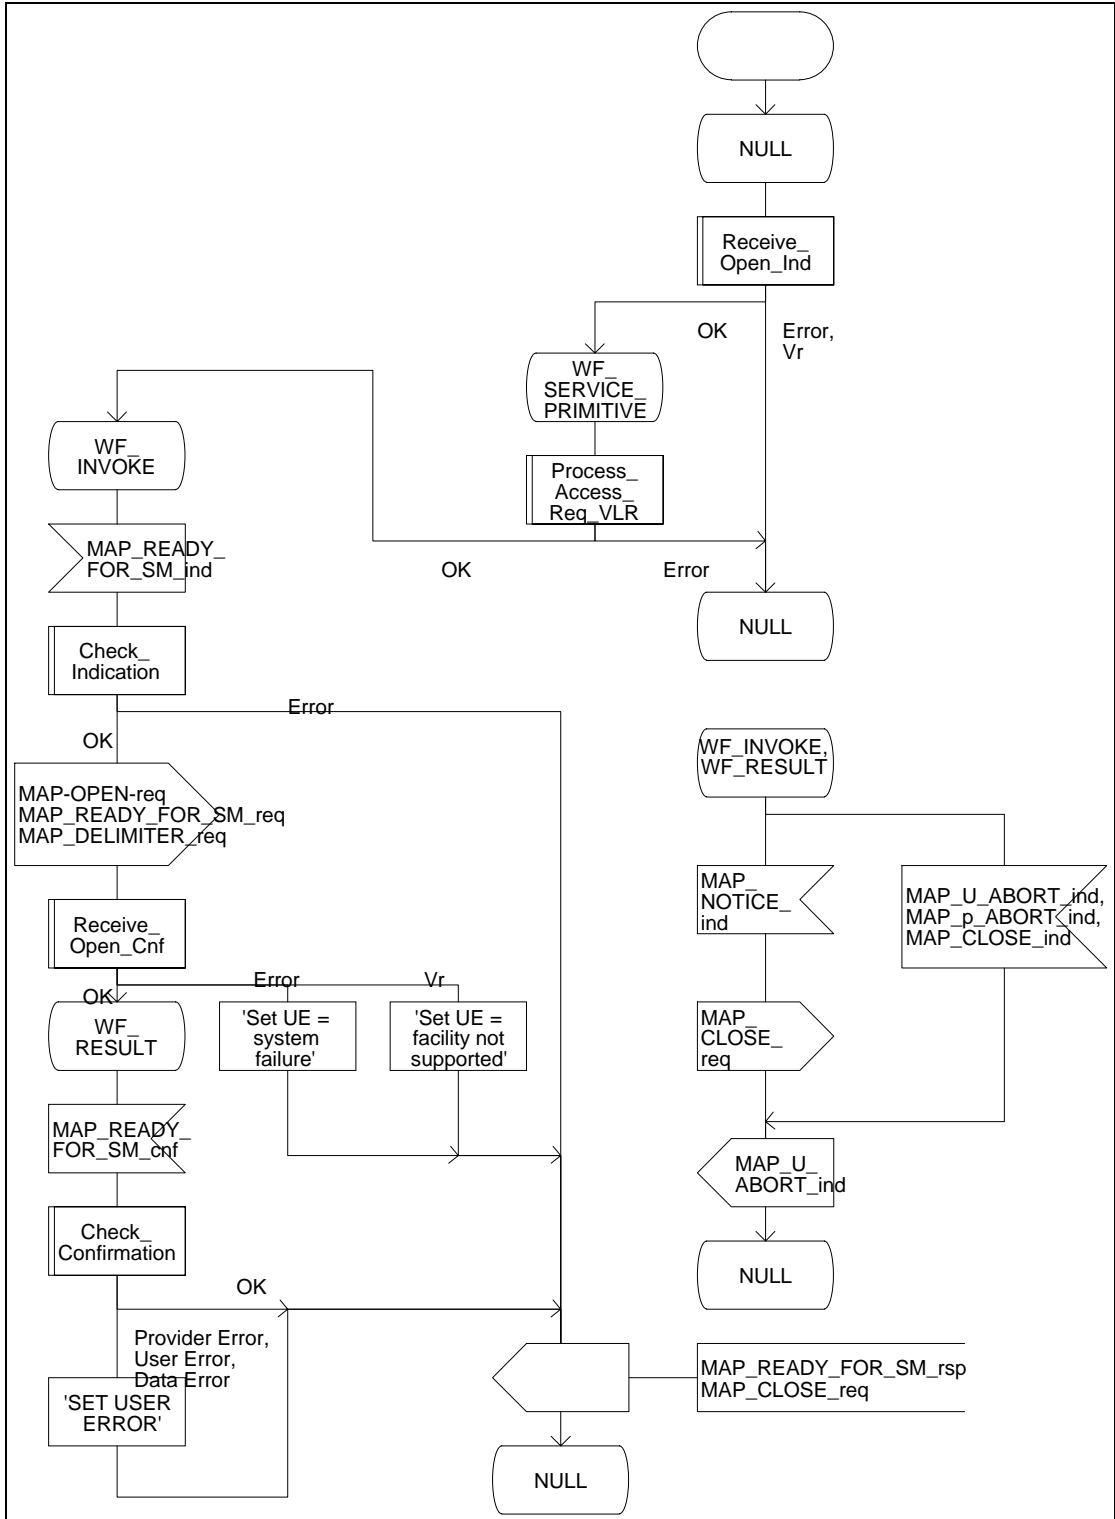 NULL
Receive_
Open_Ind
OK
Error,
Vr
WF_
SERVICE_
PRIMITIVE
WF_
INVOKE
Process_
Access_
Req_VLR
MAP_READY_
FOR_SM_ind
OK
Error
NULL
Check_
Indication
Error
OK
WF_INVOKE,
WF_RESULT
MAP-OPEN-req
MAP_READY_FOR_SM_req
MAP_DELIMITER_req
MAP_
NOTICE_
ind
MAP_U_ABORT_ind,
MAP_p_ABORT_ind,
MAP_CLOSE_ind
Receive_
Open_Cnf
Error
Vr
OK
WF_
RESULT
'Set UE =
system
failure'
'Set UE =
facility not
supported'
MAP_
CLOSE_
req
MAP_READY_
FOR_SM_cnf
MAP_U_
ABORT_ind
Check_
Confirmation
NULL
OK
Provider Error,
User Error,
Data Error
MAP_READY_FOR_SM_rsp
MAP_CLOSE_req
'SET USER
ERROR'
NULL